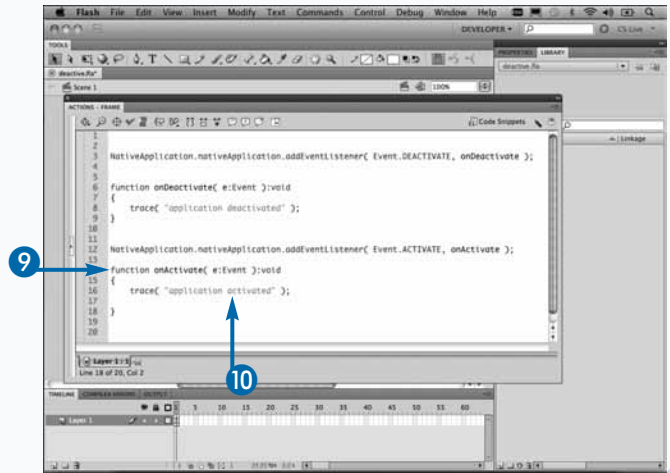 Flash File Edit View Insert Modify Text Commands Control Debug Window Help
DEVELOPER
CS Live
TOOLS
PROPERTIES LIBRARY
deactive.fla*
deactive.fla
Scene 1
100%
ACTIONS - FRAME
Code Snippets
Linkage
1
2
3 NativeApplication.nativeApplication.addEventListener( Event.DEACTIVATE, onDeactivate );
4
5
6 function onDeactivate( e:Event ):void
7 {
8 trace( "application deactivated" );
9 }
10
11
12 NativeApplication.nativeApplication.addEventListener( Event.ACTIVATE, onActivate );
13
14 function onActivate( e:Event ):void
15 {
16 trace( "application activated" );
17
18 }
19
20
9
10
Layer 1 : 1
Line 18 of 20, Col 2
TIMELINE COMPILER ERRORS OUTPUT
1 5 10 15 20 25 30 35 40 45 50 55 60
Layer 1